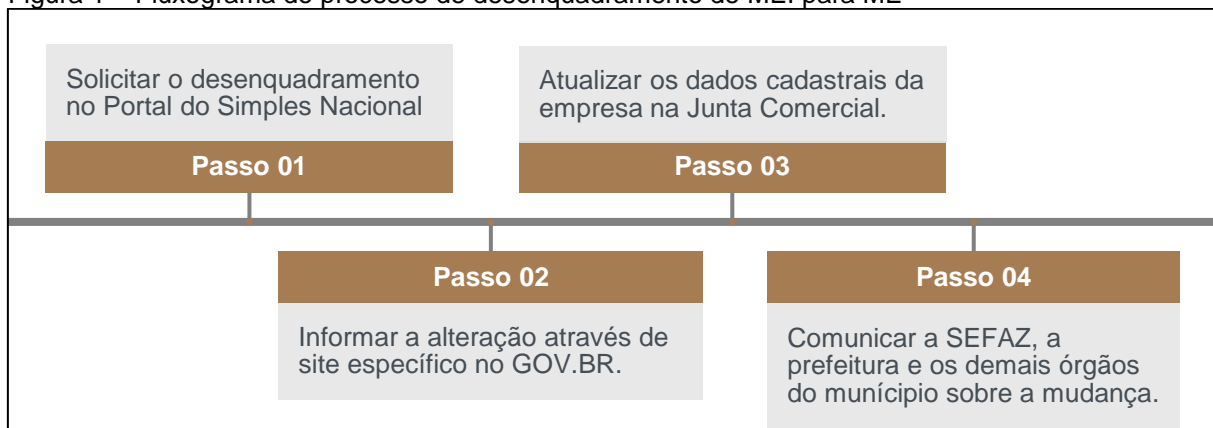 Solicitar o desenquadramento
no Portal do Simples Nacional
Passo 01
Passo 02
Informar a alteração através de
site específico no GOV.BR.
Atualizar os dados cadastrais da
empresa na Junta Comercial.
Passo 03
Passo 04
Comunicar a SEFAZ, a
prefeitura e os demais órgãos
do munícipio sobre a mudança.